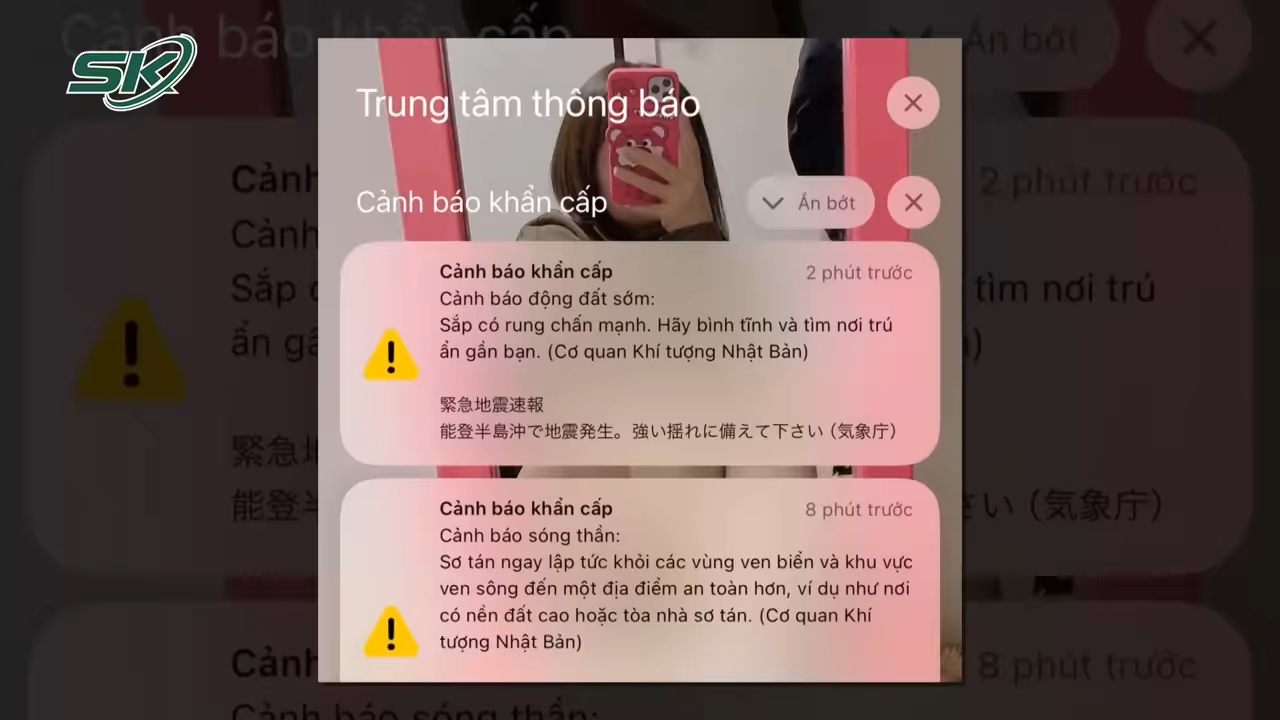 SK
Trung tâm thông báo
Cảnh báo khẩn cấp
Ẩn bớt
Cảnh báo khẩn cấp
2 phút trước
Cảnh báo động đất sớm:
Sắp có rung chấn mạnh. Hãy bình tĩnh và tìm nơi trú
ẩn gần bạn. (Cơ quan Khí tượng Nhật Bản)
緊急地震速報
能登半島沖で地震発生。強い揺れに備えて下さい（気象庁）
Cảnh báo khẩn cấp
8 phút trước
Cảnh báo sóng thần:
Sơ tán ngay lập tức khỏi các vùng ven biển và khu vực
ven sông đến một địa điểm an toàn hơn, ví dụ như nơi
có nền đất cao hoặc tòa nhà sơ tán. (Cơ quan Khí
tượng Nhật Bản)